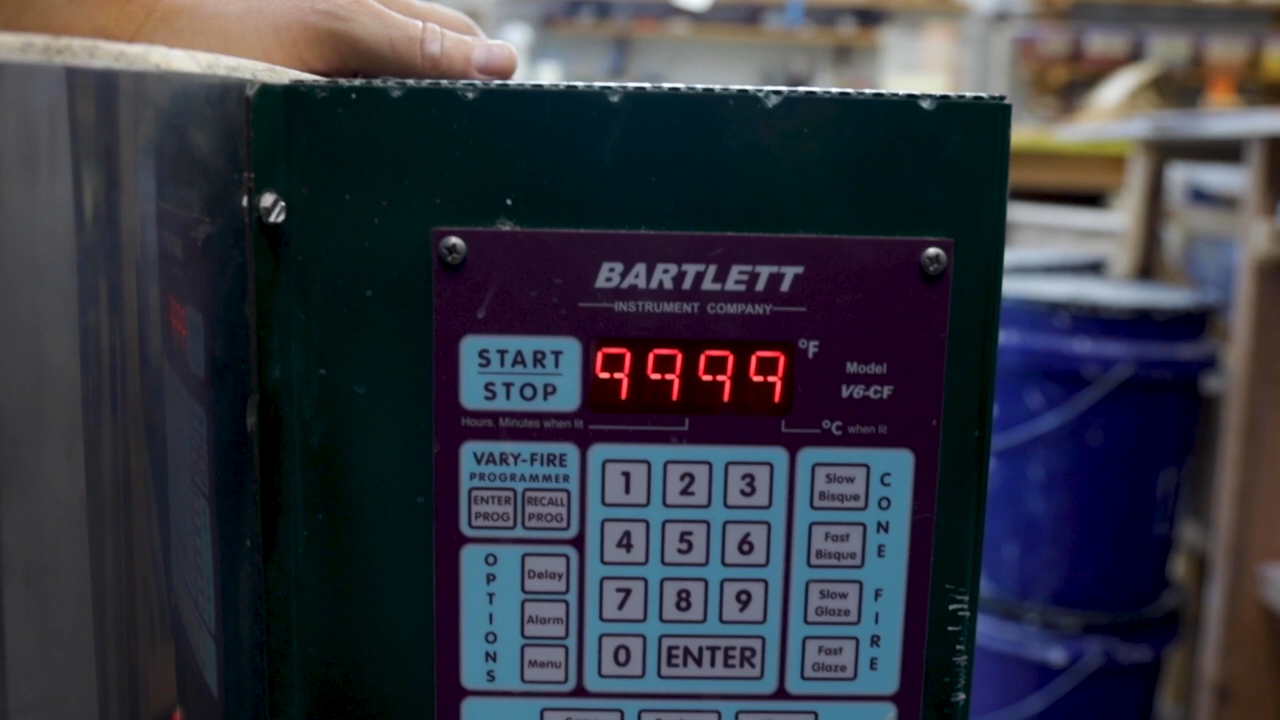 BARTLETT
INSTRUMENT COMPANY
START
STOP
9999
°F
Model
V6-CF
Hours. Minutes when lit
°C when lit
VARY-FIRE
PROGRAMMER
ENTER
PROG
RECALL
PROG
OPTIONS
Delay
Alarm
Menu
1 2 3
4 5 6
7 8 9
0 ENTER
Slow
Bisque
Fast
Bisque
Slow
Glaze
Fast
Glaze
CONE FIRE